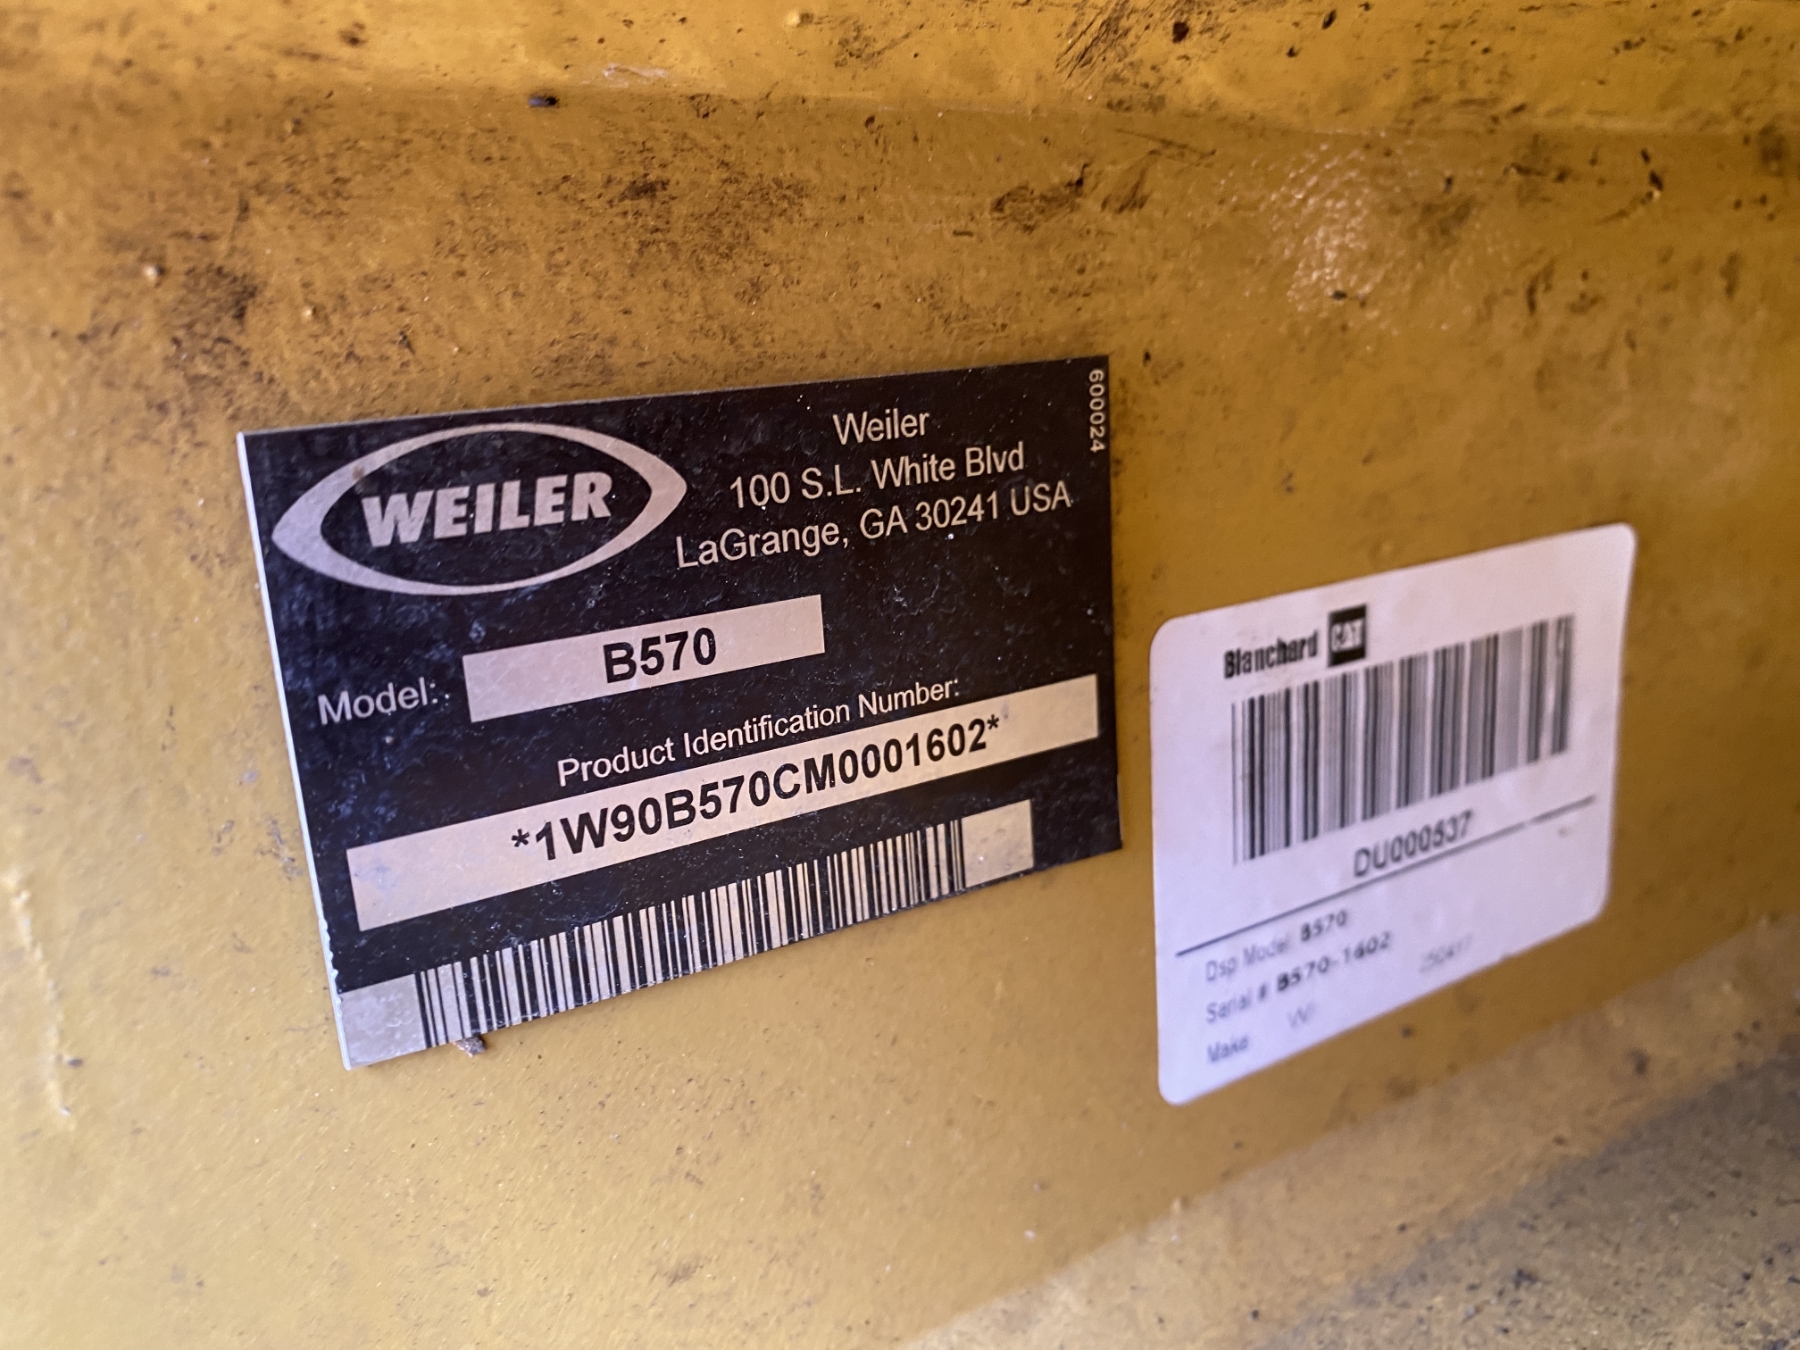 WEILER
Weiler
100 S.L. White Blvd
LaGrange, GA 30241 USA
600024
Model: B570
Product Identification Number:
*1W90B570CM0001602*
Blanchard CAT
DU000537
Dsp Model B570
Serial # B570-1602
Make